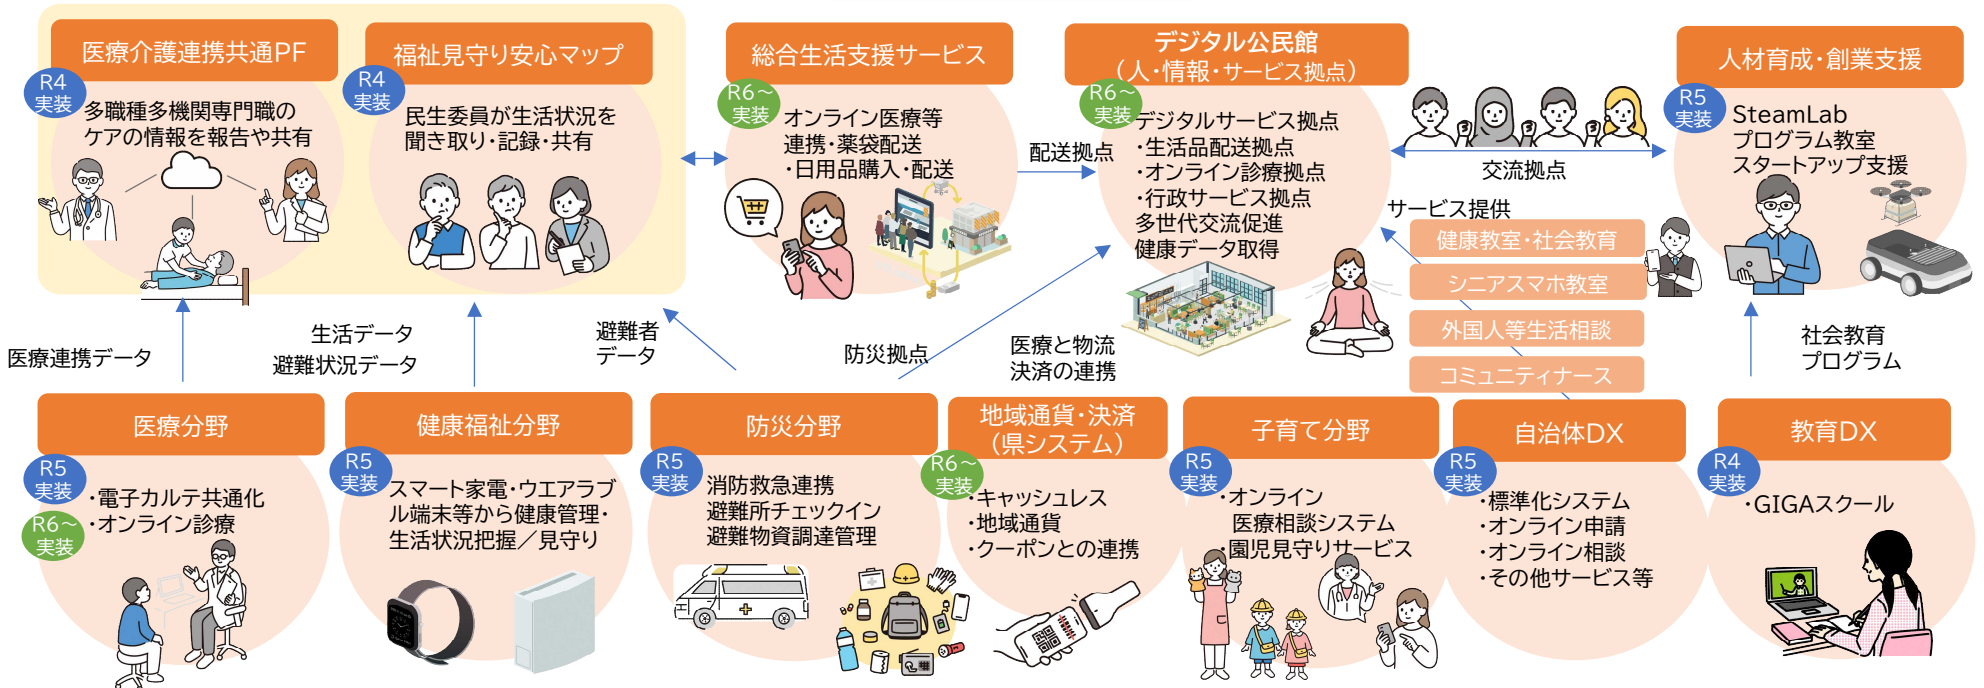 医療介護連携共通PF
R4
実装
多職種多機関専門職の
ケアの情報を報告や共有
福祉見守り安心マップ
R4
実装
民生委員が生活状況を
聞き取り・記録・共有
総合生活支援サービス
R6～
実装
オンライン医療等
連携・薬袋配送
・日用品購入・配送
配送拠点
デジタル公民館
（人・情報・サービス拠点）
R6～
実装
デジタルサービス拠点
・生活品配送拠点
・オンライン診療拠点
・行政サービス拠点
多世代交流促進
健康データ取得
交流拠点
人材育成・創業支援
R5
実装
SteamLab
プログラム教室
スタートアップ支援
サービス提供
健康教室・社会教育
シニアスマホ教室
外国人等生活相談
コミュニティナース
医療連携データ
生活データ
避難状況データ
避難者
データ
防災拠点
医療と物流
決済の連携
社会教育
プログラム
医療分野
R5
実装
R6～
実装
・電子カルテ共通化
・オンライン診療
健康福祉分野
R5
実装
スマート家電・ウエアラブ
ル端末等から健康管理・
生活状況把握／見守り
防災分野
R5
実装
消防救急連携
避難所チェックイン
避難物資調達管理
地域通貨・決済
（県システム）
R6～
実装
・キャッシュレス
・地域通貨
・クーポンとの連携
子育て分野
R5
実装
・オンライン
医療相談システム
・園児見守りサービス
自治体DX
R5
実装
・標準化システム
・オンライン申請
・オンライン相談
・その他サービス等
教育DX
R4
実装
・GIGAスクール